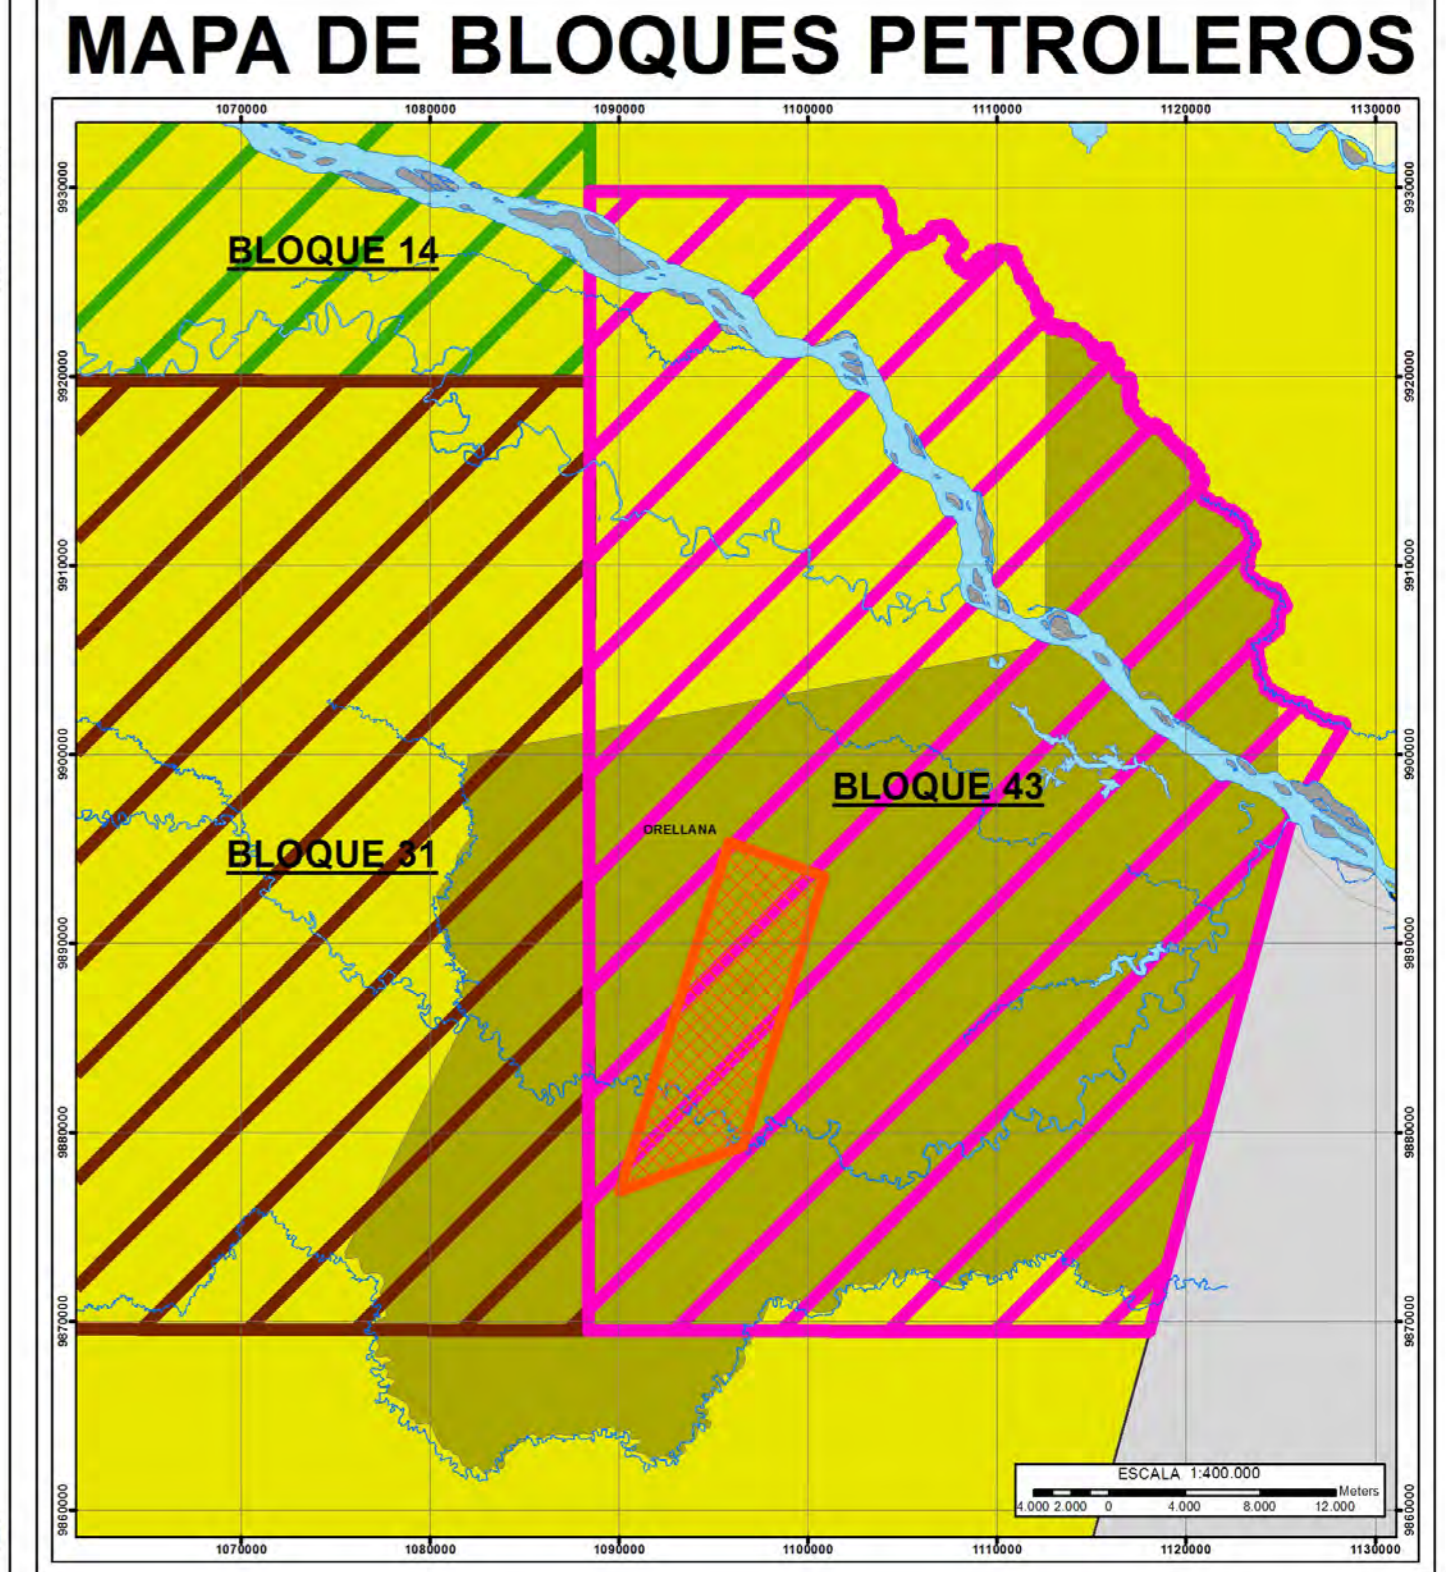 MAPA DE BLOQUES PETROLEROS
1070000 1080000 1090000 1100000 1110000 1120000 1130000
9930000 9930000
BLOQUE 14
9920000 9920000
9910000 9910000
9900000 9900000
BLOQUE 43
ORELLANA
BLOQUE 31
9890000 9890000
9880000 9880000
9870000 9870000
ESCALA 1:400.000
Meters
4.000 2.000 0 4.000 8.000 12.000
9860000 9860000
1070000 1080000 1090000 1100000 1110000 1120000 1130000